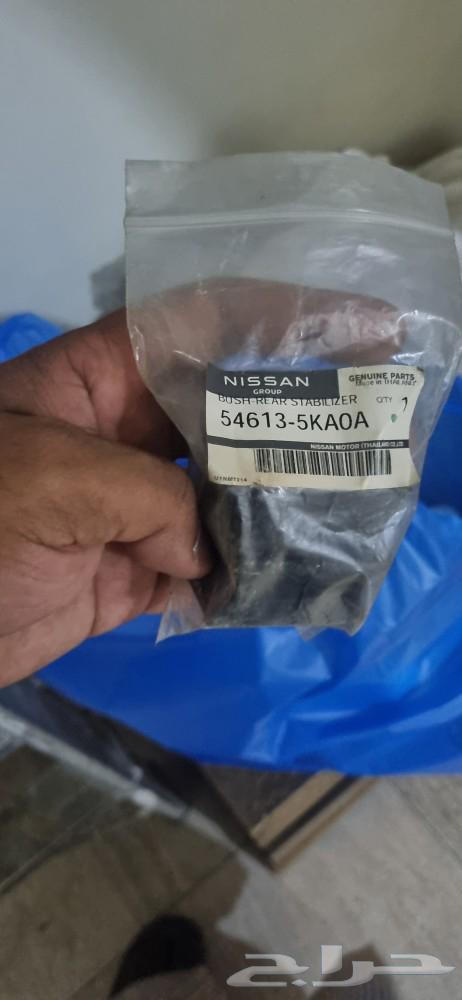 NISSAN
GROUP
GENUINE PARTS
Made in THAILAND
BUSH-REAR STABILIZER
QTY
54613-5KA0A
NISSAN MOTOR (THAILAND) CO.,LTD.
حراج